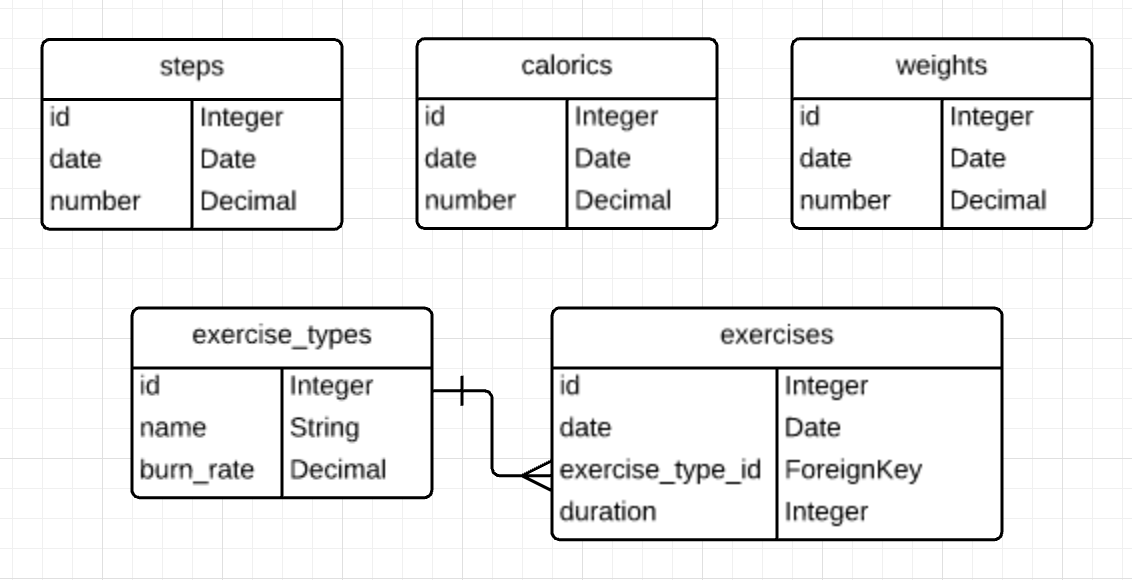 steps
id Integer
date Date
number Decimal
calorics
id Integer
date Date
number Decimal
weights
id Integer
date Date
number Decimal
exercise_types
id Integer
name String
burn_rate Decimal
exercises
id Integer
date Date
exercise_type_id ForeignKey
duration Integer